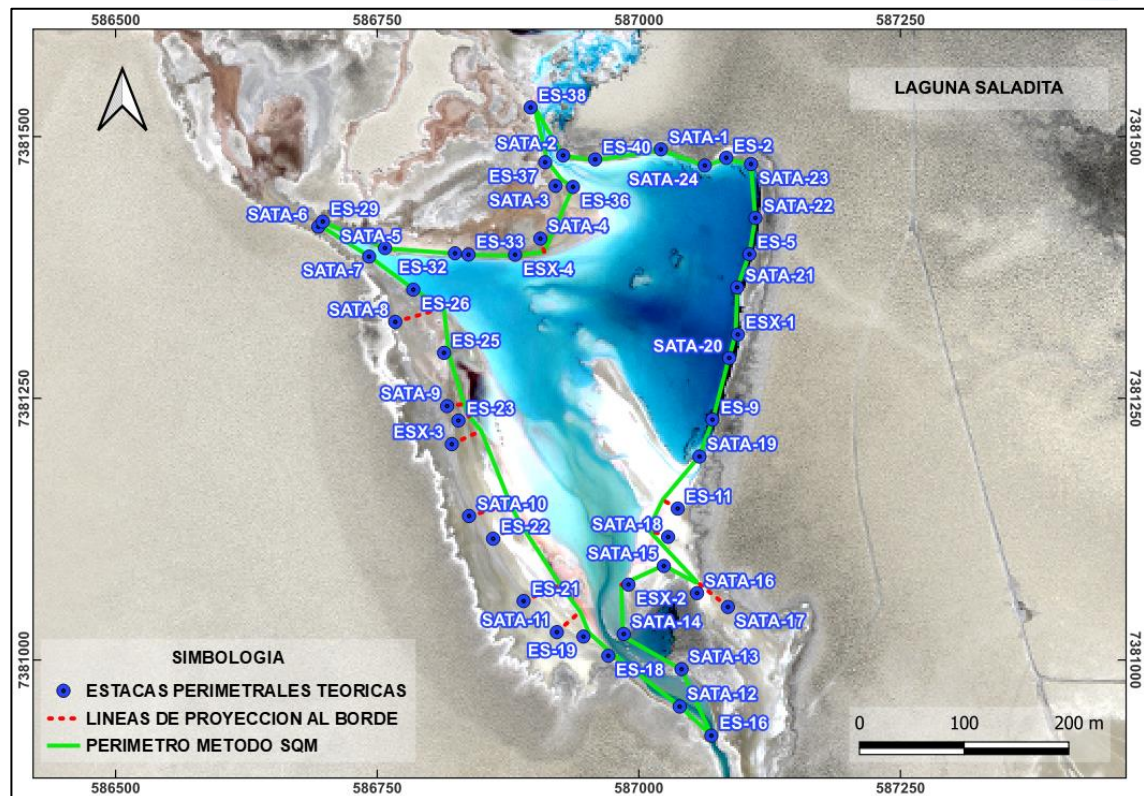 586500 586750 587000 587250
LAGUNA SALADITA
7381500
7381500
7381250
7381250
7381000
7381000
ES-38
SATA-1
ES-2
SATA-2
ES-40
SATA-24
SATA-23
ES-37
SATA-3
ES-36
SATA-22
SATA-6
ES-29
SATA-5
SATA-4
ES-33
ES-5
SATA-7
ES-32
ESX-4
SATA-21
ES-26
SATA-8
ESX-1
ES-25
SATA-20
SATA-9
ES-23
ES-9
ESX-3
SATA-19
ES-11
SATA-10
ES-22
SATA-18
SATA-15
SATA-16
ES-21
ESX-2
SATA-17
SATA-11
SATA-14
ES-19
ES-18
SATA-13
SATA-12
ES-16
SIMBOLOGIA
ESTACAS PERIMETRALES TEORICAS
LINEAS DE PROYECCION AL BORDE
PERIMETRO METODO SQM
0 100 200 m
586500 586750 587000 587250